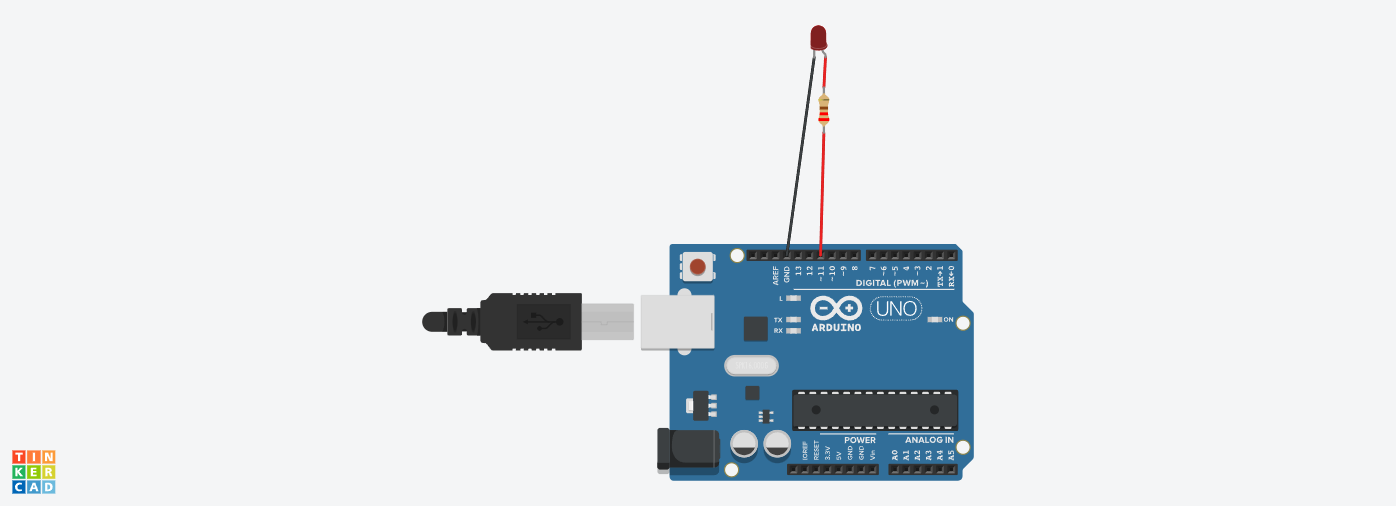 AREF
GND
13
12
~11
~10
~9
8
7
~6
~5
4
~3
2
TX→1
RX←0
DIGITAL (PWM~)
L
TX
RX
UNO
ARDUINO
ON
POWER
ANALOG IN
IOREF
RESET
3.3V
5V
GND
GND
Vin
A0
A1
A2
A3
A4
A5
TIN
KER
CAD